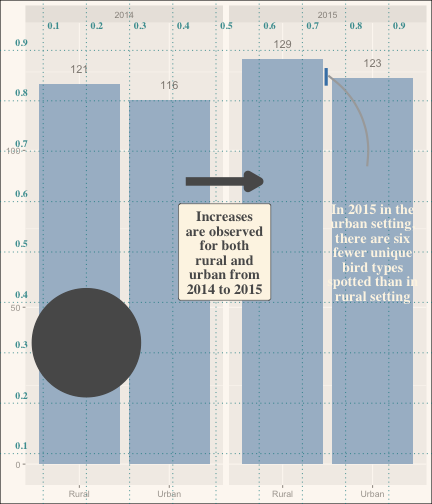 2014
2015
0.1 0.2 0.3 0.4 0.5 0.6 0.7 0.8 0.9
0.9
129
123
121
116
0.8
100
0.7
0.6
Increases
are observed
for both
rural and
urban from
2014 to 2015
In 2015 in the
urban setting
there are six
fewer unique
bird types
spotted than in
rural setting
0.5
0.4
50
0.3
0.2
0.1
0
Rural
Urban
Rural
Urban